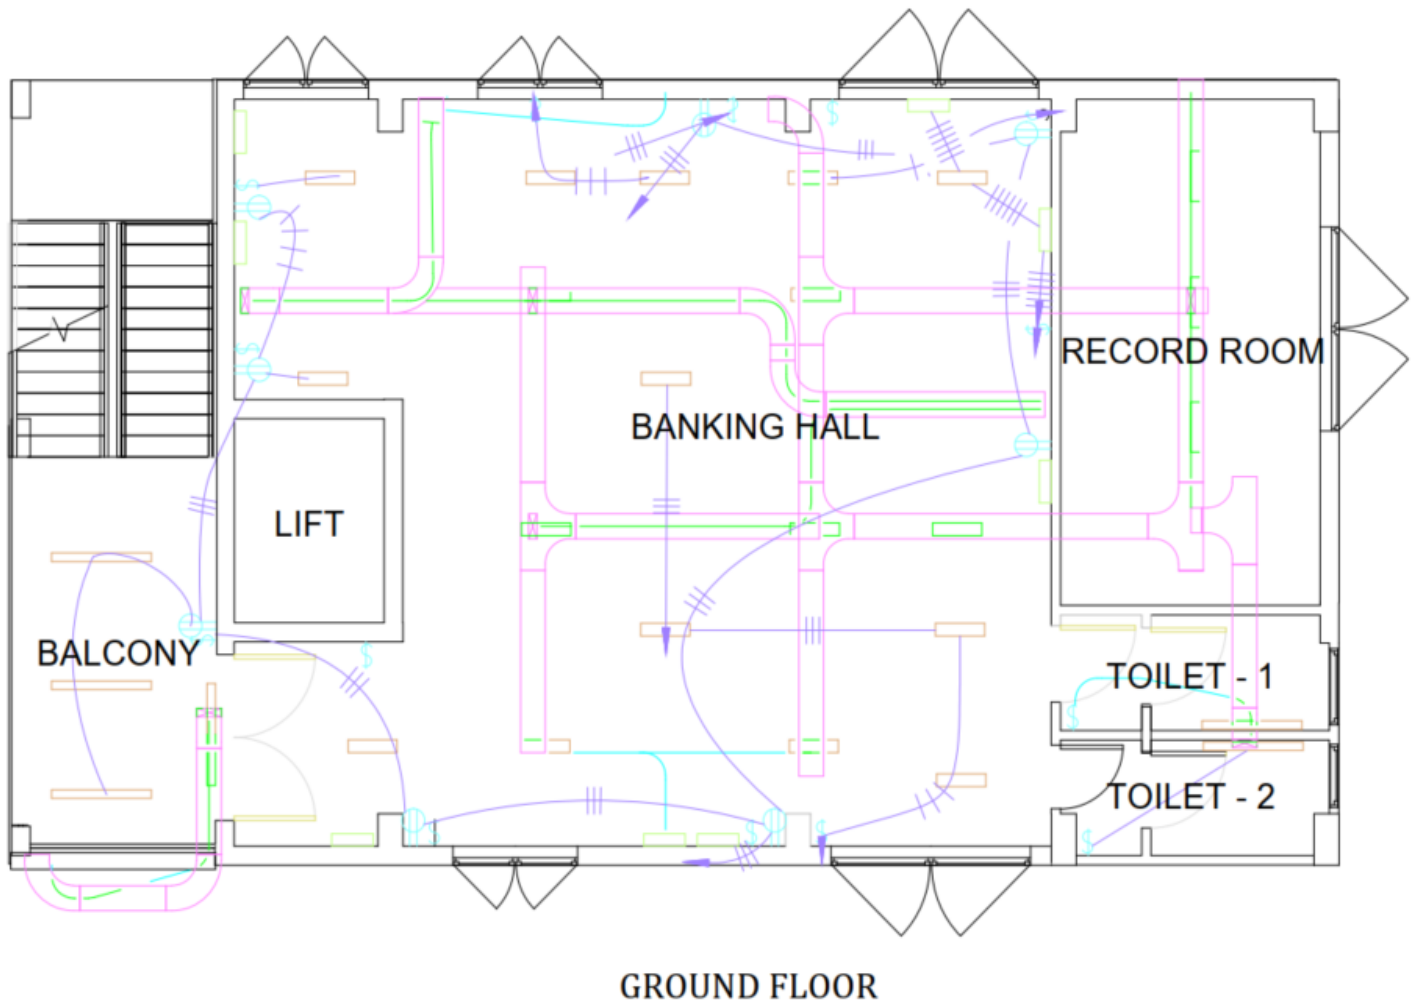 RECORD ROOM
BANKING HALL
LIFT
BALCONY
TOILET - 1
TOILET - 2
GROUND FLOOR